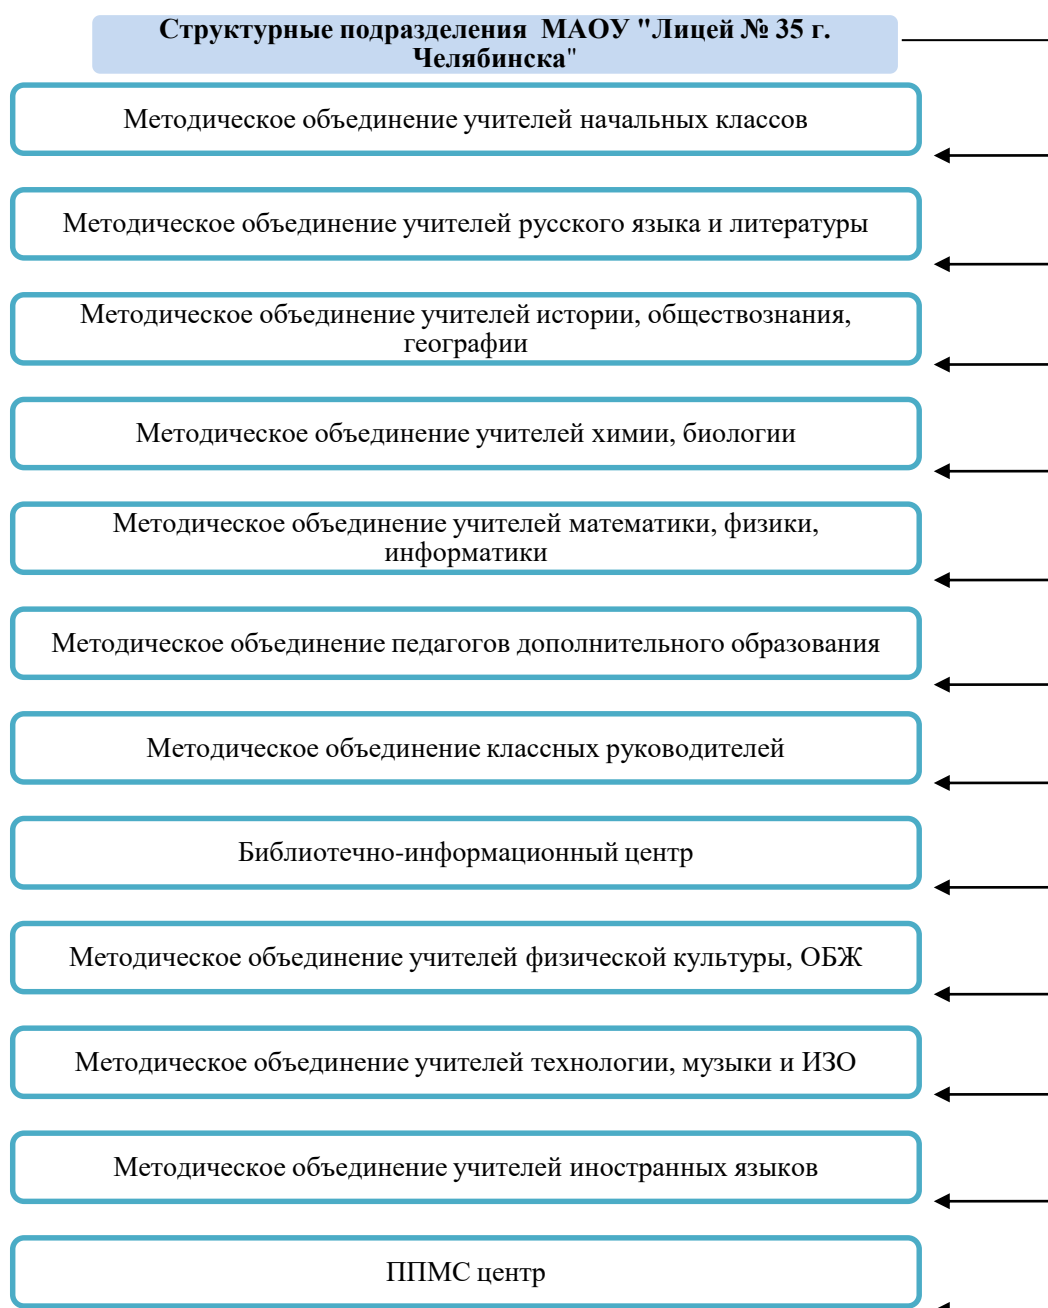 Структурные подразделения МАОУ "Лицей № 35 г.
Челябинска"
Методическое объединение учителей начальных классов
Методическое объединение учителей русского языка и литературы
Методическое объединение учителей истории, обществознания,
географии
Методическое объединение учителей химии, биологии
Методическое объединение учителей математики, физики,
информатики
Методическое объединение педагогов дополнительного образования
Методическое объединение классных руководителей
Библиотечно-информационный центр
Методическое объединение учителей физической культуры, ОБЖ
Методическое объединение учителей технологии, музыки и ИЗО
Методическое объединение учителей иностранных языков
ППМС центр